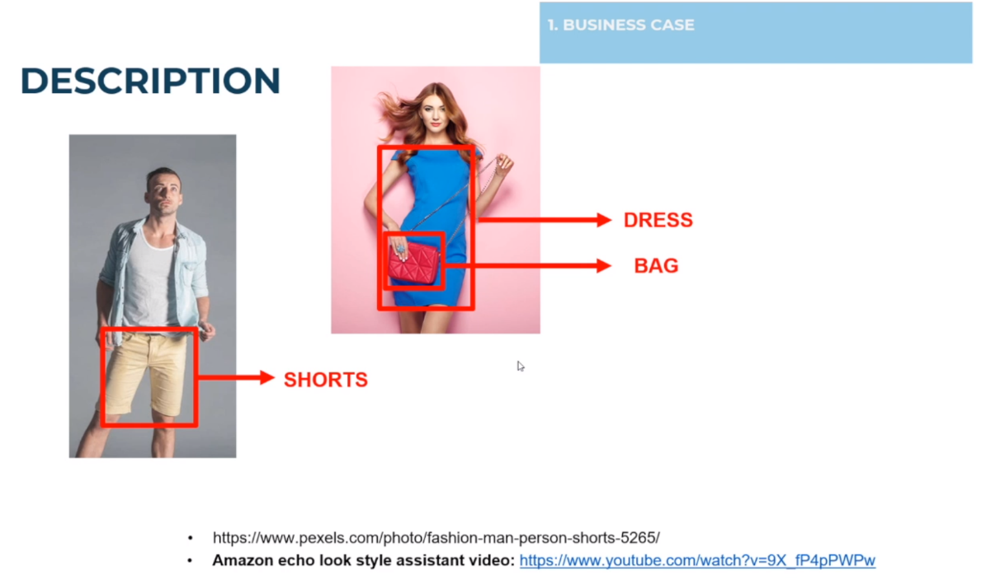 1. BUSINESS CASE
DESCRIPTION
DRESS
BAG
SHORTS
• https://www.pexels.com/photo/fashion-man-person-shorts-5265/
• Amazon echo look style assistant video: https://www.youtube.com/watch?v=9X_fP4pPWPw